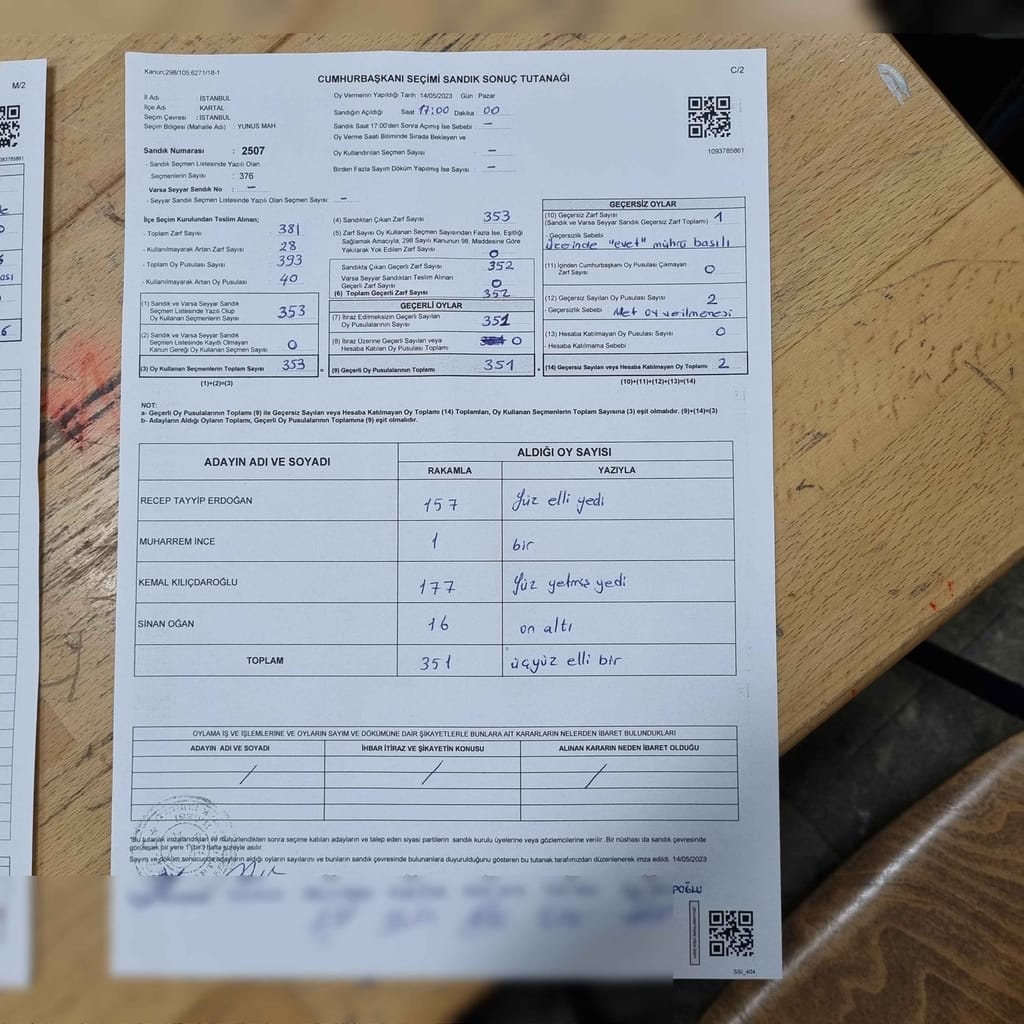 M/2
Kanun;298/105;6271/18-1
C/2
CUMHURBAŞKANI SEÇİMİ SANDIK SONUÇ TUTANAĞI
İl Adı : İSTANBUL
İlçe Adı : KARTAL
Seçim Çevresi : İSTANBUL
Seçim Bölgesi (Mahalle Adı) : YUNUS MAH.
Sandık Numarası : 2507
- Sandık Seçmen Listesinde Yazılı Olan
Seçmenlerin Sayısı : 376
Varsa Seyyar Sandık No : -
- Seyyar Sandık Seçmen Listesinde Yazılı Olan Seçmen Sayısı: -
Oy Vermenin Yapıldığı Tarih :14/05/2023 Gün : Pazar
Sandığın Açıldığı Saat 17:00 Dakika 00
Sandık Saat 17:00'den Sonra Açımış İse Sebebi : -
Oy Verme Saati Bitiminde Sırada Bekleyen ve
Oy Kullandırılan Seçmen Sayısı : -
Birden Fazla Sayım Döküm Yapılmış İse Sayısı : -
1093785861
İlçe Seçim Kurulundan Teslim Alınan;
- Toplam Zarf Sayısı : 381
- Kullanılmayarak Artan Zarf Sayısı : 28
- Toplam Oy Pusulası Sayısı : 393
- Kullanılmayarak Artan Oy Pusulası : 40
(1) Sandık ve Varsa Seyyar Sandık
Seçmen Listesinde Yazılı Olup
Oy Kullanan Seçmenlerin Sayısı : 353
(2) Sandık ve Varsa Seyyar Sandık
Seçmen Listesinde Kayıtlı Olmayan
Kanun Gereği Oy Kullanan Seçmen Sayısı : 0
(3) Oy Kullanan Seçmenlerin Toplam Sayısı : 353
(1)+(2)=(3)
(4) Sandıktan Çıkan Zarf Sayısı : 353
(5) Zarf Sayısı Oy Kullanan Seçmen Sayısından Fazla İse, Eşitliği
Sağlamak Amacıyla, 298 Sayılı Kanunun 98. Maddesine Göre
Yakılarak Yok Edilen Zarf Sayısı : 0
Sandıkta Çıkan Geçerli Zarf Sayısı : 352
Varsa Seyyar Sandıktan Teslim Alınan
Geçerli Zarf Sayısı : 0
(6) Toplam Geçerli Zarf Sayısı : 352
GEÇERLİ OYLAR
(7) İtiraz Edilmeksizin Geçerli Sayılan
Oy Pusulalarının Sayısı : 351
(8) İtiraz Üzerine Geçerli Sayılan veya
Hesaba Katılan Oy Pusulası Toplamı : 0
(9) Geçerli Oy Pusulalarının Toplamı : 351
GEÇERSİZ OYLAR
(10) Geçersiz Zarf Sayısı : 1
(Sandık ve Varsa Seyyar Sandık Geçersiz Zarf Toplamı)
- Geçersizlik Sebebi :
üzerinde "evet" mührü basılı
(11) İçinden Cumhurbaşkanı Oy Pusulası Çıkmayan
Zarf Sayısı : 0
(12) Geçersiz Sayılan Oy Pusulası Sayısı : 2
- Geçersizlik Sebebi : Net oy verilmemesi
(13) Hesaba Katılmayan Oy Pusulası Sayısı : 0
- Hesaba Katılmama Sebebi :
(14) Geçersiz Sayılan veya Hesaba Katılmayan Oy Toplamı : 2
(10)+(11)+(12)+(13)=(14)
NOT:
a- Geçerli Oy Pusulalarının Toplamı (9) ile Geçersiz Sayılan veya Hesaba Katılmayan Oy Toplamı (14) Toplamları, Oy Kullanan Seçmenlerin Toplam Sayısına (3) eşit olmalıdır. (9)+(14)=(3)
b- Adayların Aldığı Oyların Toplamı, Geçerli Oy Pusulalarının Toplamına (9) eşit olmalıdır.
ADAYIN ADI VE SOYADI
ALDIĞI OY SAYISI
RAKAMLA YAZIYLA
RECEP TAYYİP ERDOĞAN 157 Yüz elli yedi
MUHARREM İNCE 1 bir
KEMAL KILIÇDAROĞLU 177 Yüz yetmiş yedi
SİNAN OĞAN 16 on altı
TOPLAM 351 üçyüz elli bir
OYLAMA İŞ VE İŞLEMLERİNE VE OYLARIN SAYIM VE DÖKÜMÜNE DAİR ŞİKAYETLERLE BUNLARA AİT KARARLARIN NELERDEN İBARET BULUNDUKLARI
ADAYIN ADI VE SOYADI İHBAR İTİRAZ VE ŞİKAYETİN KONUSU ALINAN KARARIN NEDEN İBARET OLDUĞU
/ / /
"Bu tutanak imzalandıktan ve mühürlendikten sonra seçime katılan adayların ve talep eden siyasi partilerin sandık kurulu üyelerine veya gözlemcilerine verilir. Bir nüshası da sandık çevresinde
görülecek bir yere 1 (bir) hafta süreyle asılır.
Sayım ve döküm sonucunda adayların aldığı oyların sayılarını ve bunların sandık çevresinde bulunanlara duyurulduğunu gösteren bu tutanak tarafımızdan düzenlenerek imza edildi. 14/05/2023
POĞLU
SSİ_404